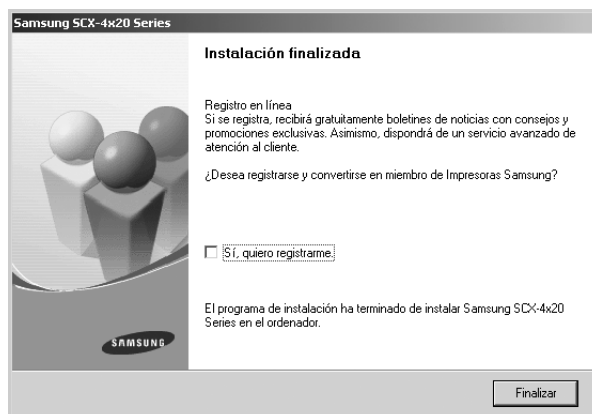 Samsung SCX-4x20 Series
Instalación finalizada
Registro en línea
Si se registra, recibirá gratuitamente boletines de noticias con consejos y
promociones exclusivas. Asimismo, dispondrá de un servicio avanzado de
atención al cliente.
¿Desea registrarse y convertirse en miembro de Impresoras Samsung?
Sí, quiero registrarme.
El programa de instalación ha terminado de instalar Samsung SCX-4x20
Series en el ordenador.
SAMSUNG
Finalizar